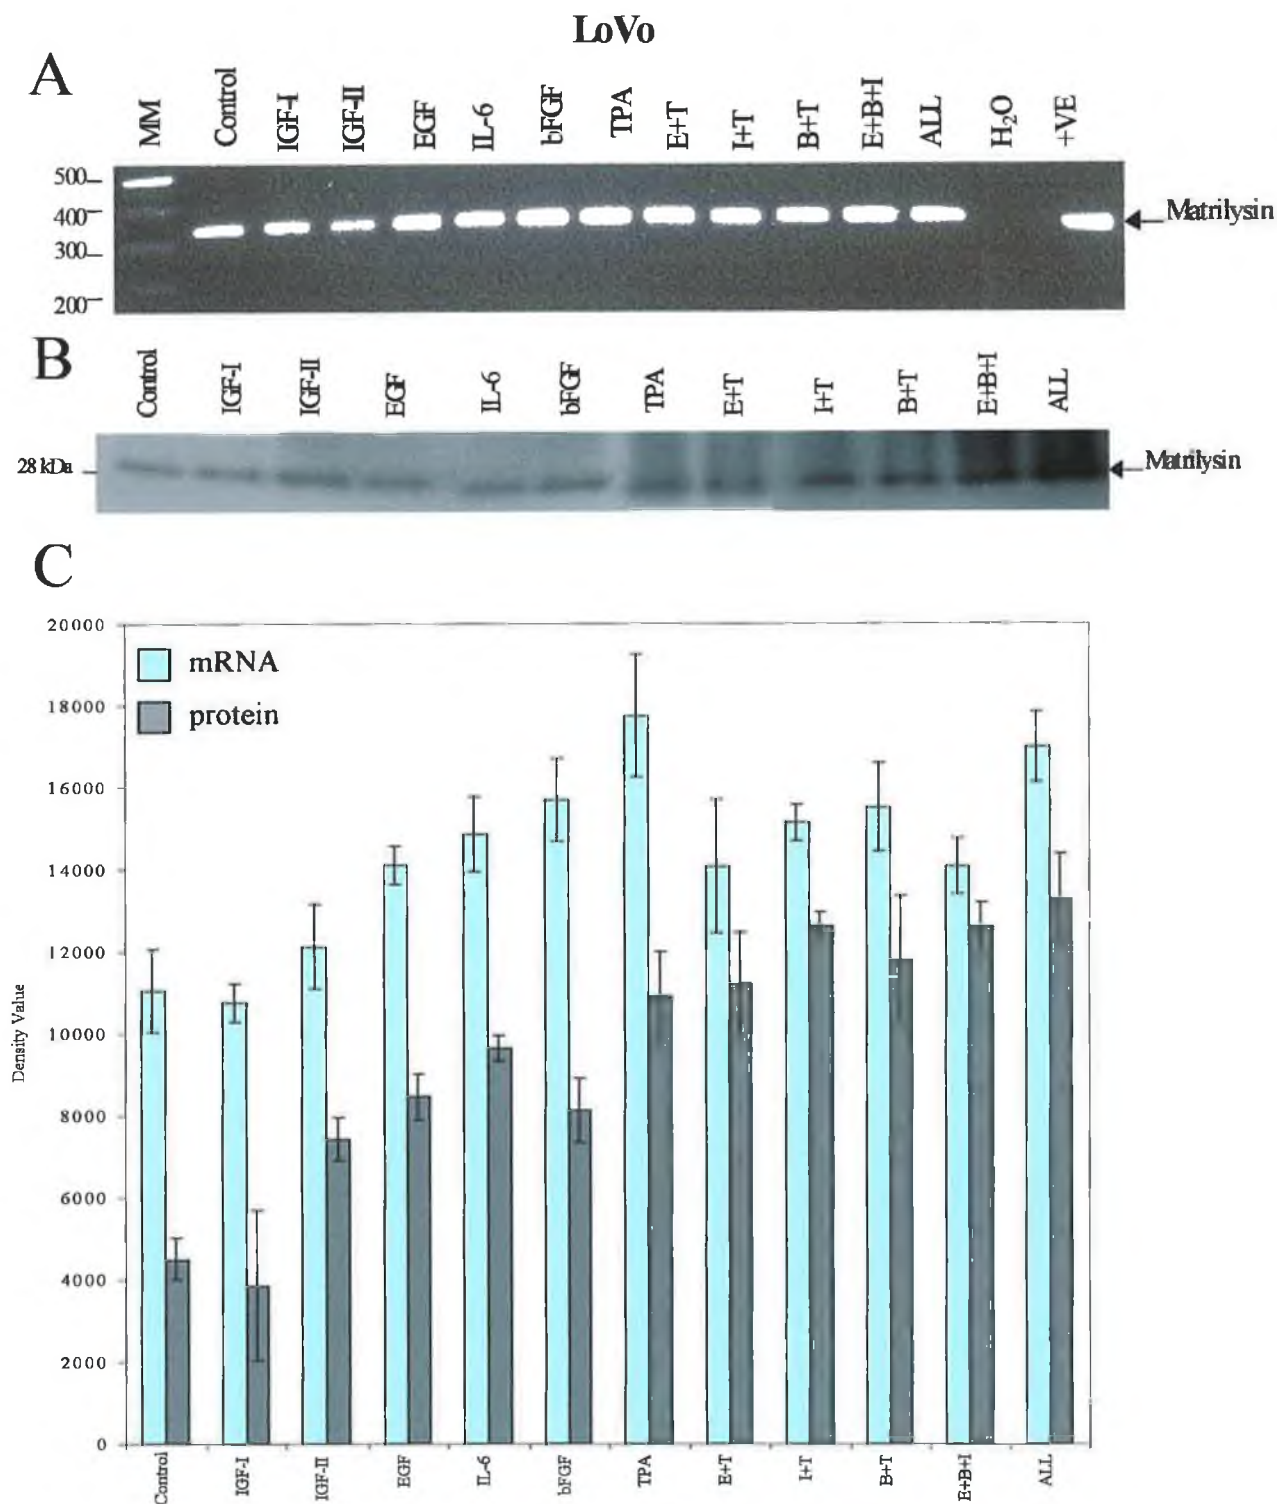 LoVo
A
MM Control IGF-I IGF-II EGF IL-6 bFGF TPA E+T I+T B+T E+B+I ALL H₂O +VE
500
400
300
200
Matrilysin
B
Control IGF-I IGF-II EGF IL-6 bFGF TPA E+T I+T B+T E+B+I ALL
28 kDa
Matrilysin
C
20000
18000
16000
14000
12000
10000
8000
6000
4000
2000
0
mRNA
protein
Density Value
Control IGF-I IGF-II EGF IL-6 bFGF TPA E+T I+T B+T E+B+I ALL